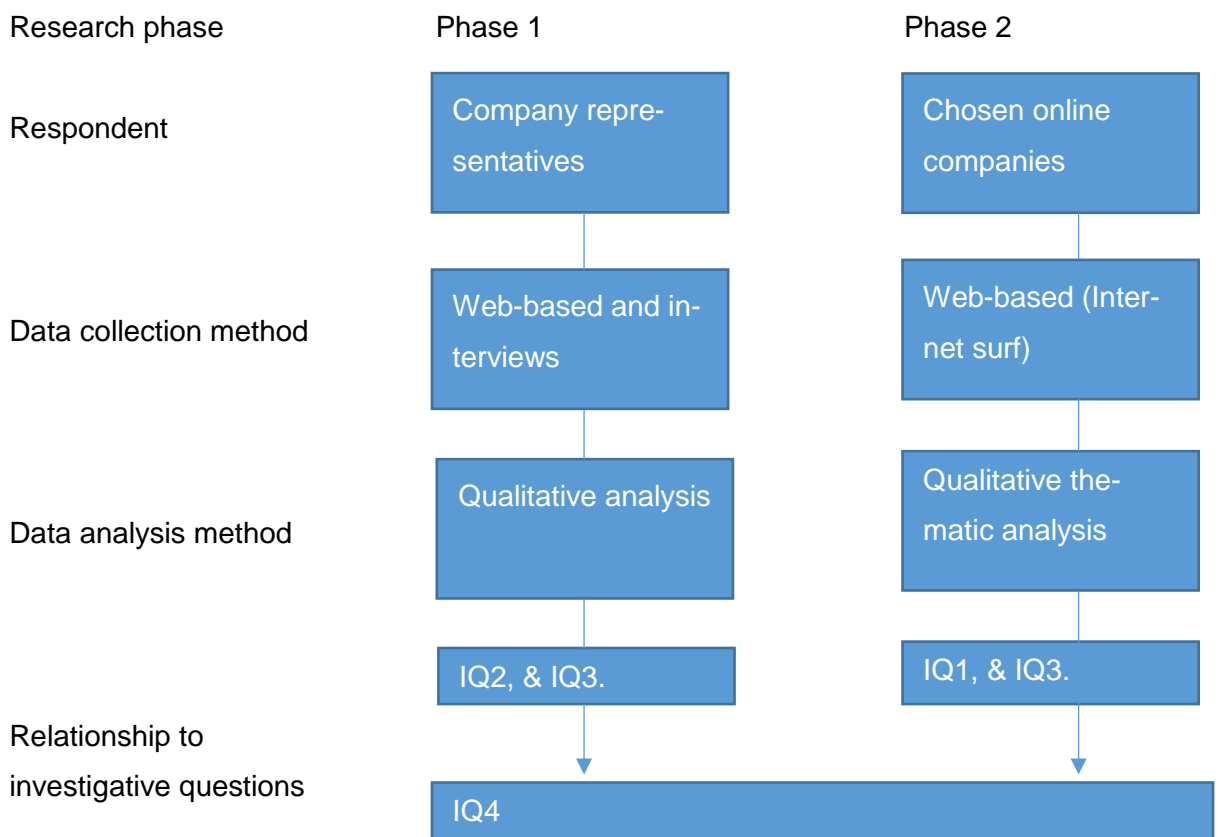 Research phase
Phase 1
Phase 2
Respondent
Company repre-
sentatives
Chosen online
companies
Data collection method
Web-based and in-
terviews
Web-based (Inter-
net surf)
Data analysis method
Qualitative analysis
Qualitative the-
matic analysis
IQ2, & IQ3.
IQ1, & IQ3.
Relationship to
investigative questions
IQ4